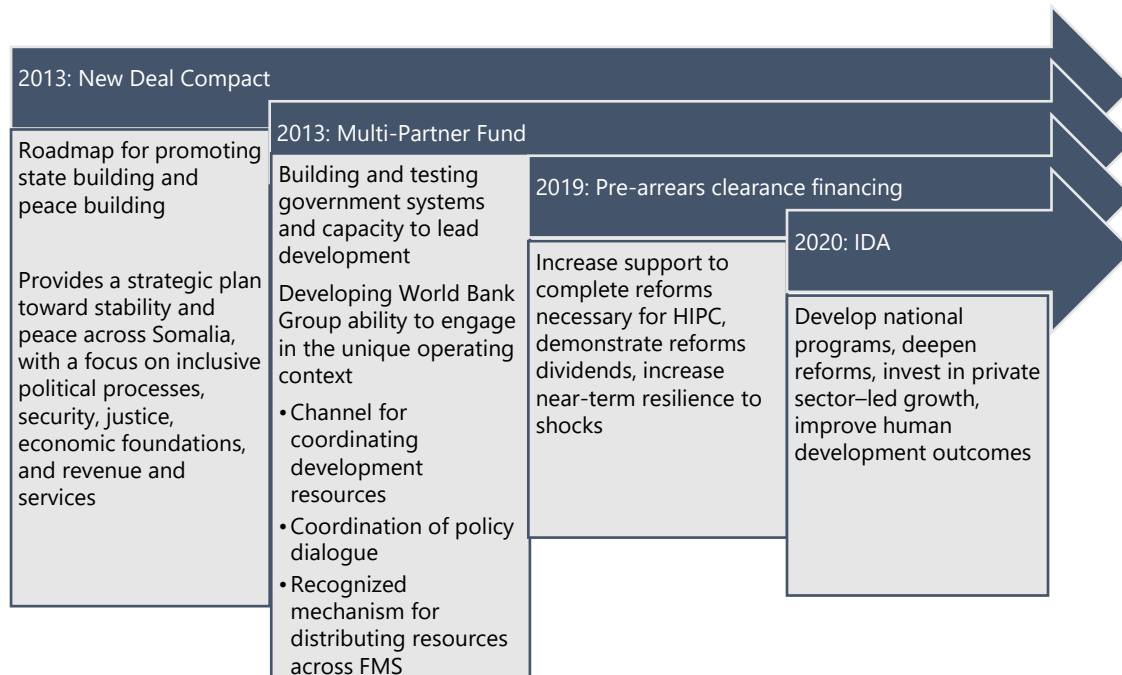 2013: New Deal Compact
Roadmap for promoting
state building and
peace building
Provides a strategic plan
toward stability and
peace across Somalia,
with a focus on inclusive
political processes,
security, justice,
economic foundations,
and revenue and
services
2013: Multi-Partner Fund
Building and testing
government systems
and capacity to lead
development
Developing World Bank
Group ability to engage
in the unique operating
context
• Channel for
coordinating
development
resources
• Coordination of policy
dialogue
• Recognized
mechanism for
distributing resources
across FMS
2019: Pre-arrears clearance financing
Increase support to
complete reforms
necessary for HIPC,
demonstrate reforms
dividends, increase
near-term resilience to
shocks
2020: IDA
Develop national
programs, deepen
reforms, invest in private
sector–led growth,
improve human
development outcomes